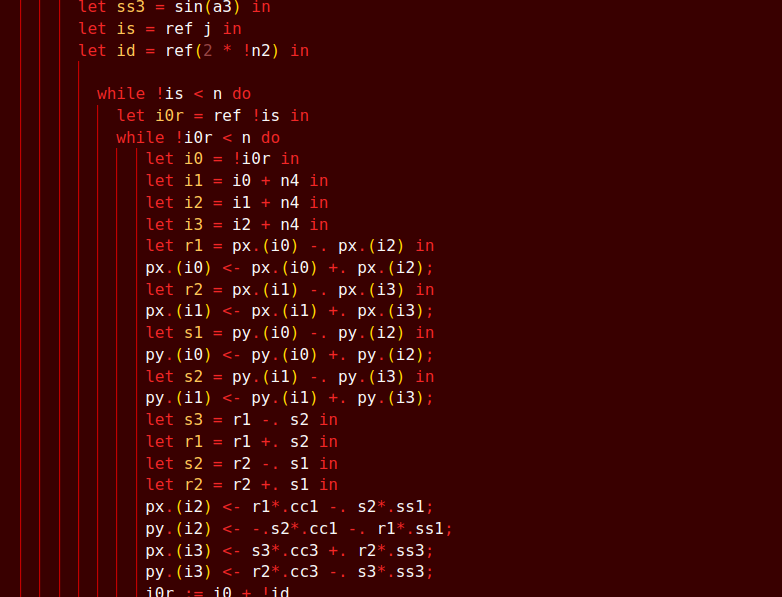 let ss3 = sin(a3) in
let is = ref j in
let id = ref(2 * !n2) in
while !is < n do
let i0r = ref !is in
while !i0r < n do
let i0 = !i0r in
let i1 = i0 + n4 in
let i2 = i1 + n4 in
let i3 = i2 + n4 in
let r1 = px.(i0) -. px.(i2) in
px.(i0) <- px.(i0) +. px.(i2);
let r2 = px.(i1) -. px.(i3) in
px.(i1) <- px.(i1) +. px.(i3);
let s1 = py.(i0) -. py.(i2) in
py.(i0) <- py.(i0) +. py.(i2);
let s2 = py.(i1) -. py.(i3) in
py.(i1) <- py.(i1) +. py.(i3);
let s3 = r1 -. s2 in
let r1 = r1 +. s2 in
let s2 = r2 -. s1 in
let r2 = r2 +. s1 in
px.(i2) <- r1*.cc1 -. s2*.ss1;
py.(i2) <- -.s2*.cc1 -. r1*.ss1;
px.(i3) <- s3*.cc3 +. r2*.ss3;
py.(i3) <- r2*.cc3 -. s3*.ss3;
i0r := i0 + !id